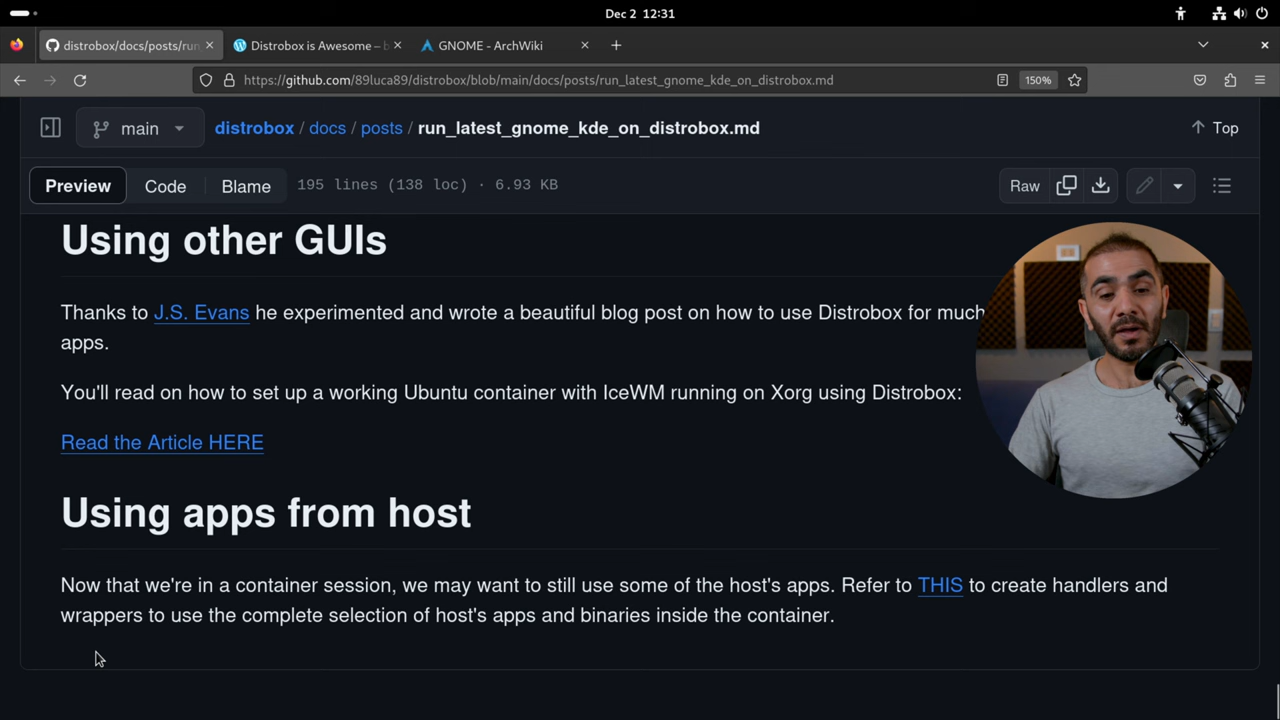 Dec 2 12:31
distrobox/docs/posts/run
Distrobox is Awesome – b
GNOME - ArchWiki
https://github.com/89luca89/distrobox/blob/main/docs/posts/run_latest_gnome_kde_on_distrobox.md
150%
main
distrobox / docs / posts / run_latest_gnome_kde_on_distrobox.md
Top
Preview
Code
Blame
195 lines (138 loc) · 6.93 KB
Raw
Using other GUIs
Thanks to J.S. Evans he experimented and wrote a beautiful blog post on how to use Distrobox for much
apps.
You'll read on how to set up a working Ubuntu container with IceWM running on Xorg using Distrobox:
Read the Article HERE
Using apps from host
Now that we're in a container session, we may want to still use some of the host's apps. Refer to THIS to create handlers and
wrappers to use the complete selection of host's apps and binaries inside the container.